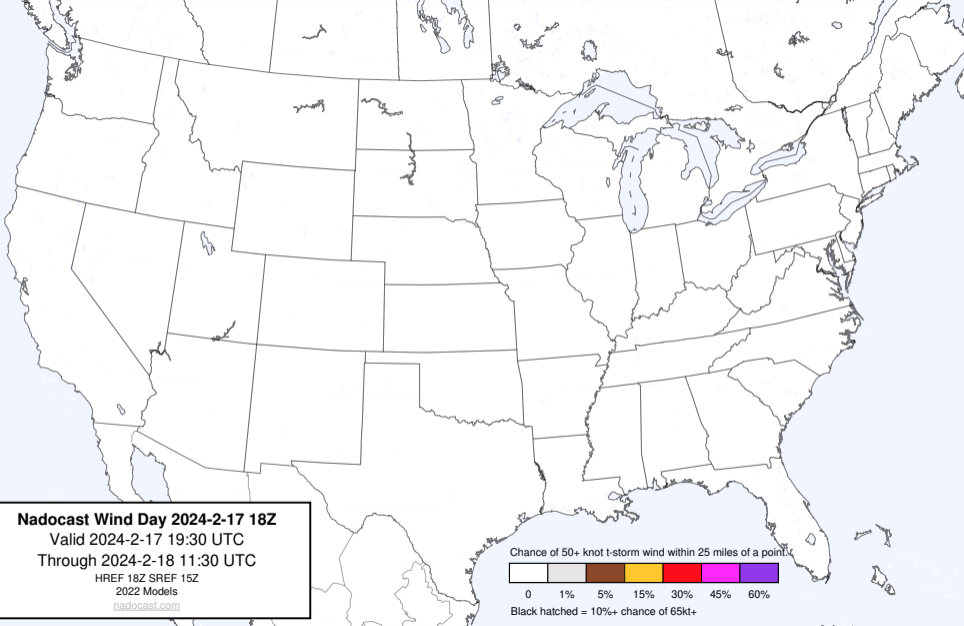 Nadocast Wind Day 2024-2-17 18Z
Valid 2024-2-17 19:30 UTC
Through 2024-2-18 11:30 UTC
HREF 18Z SREF 15Z
2022 Models
nadocast.com
Chance of 50+ knot t-storm wind within 25 miles of a point.
0 1% 5% 15% 30% 45% 60%
Black hatched = 10%+ chance of 65kt+